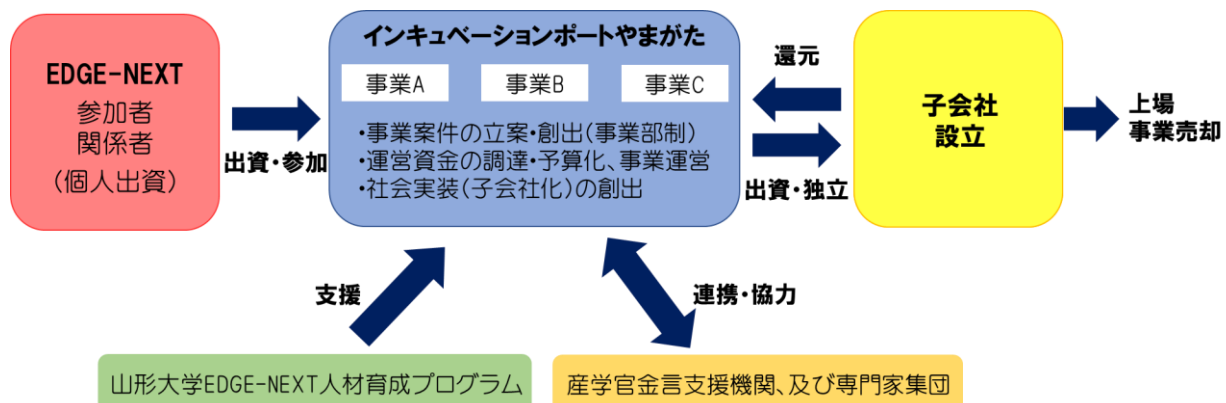 EDGE-NEXT
参加者
関係者
(個人出資)
出資・参加
インキュベーションポートやまがた
事業A
事業B
事業C
・事業案件の立案・創出(事業部制)
・運営資金の調達・予算化、事業運営
・社会実装(子会社化)の創出
還元
出資・独立
子会社
設立
上場
事業売却
支援
連携・協力
山形大学EDGE-NEXT人材育成プログラム
産学官金言支援機関、及び専門家集団